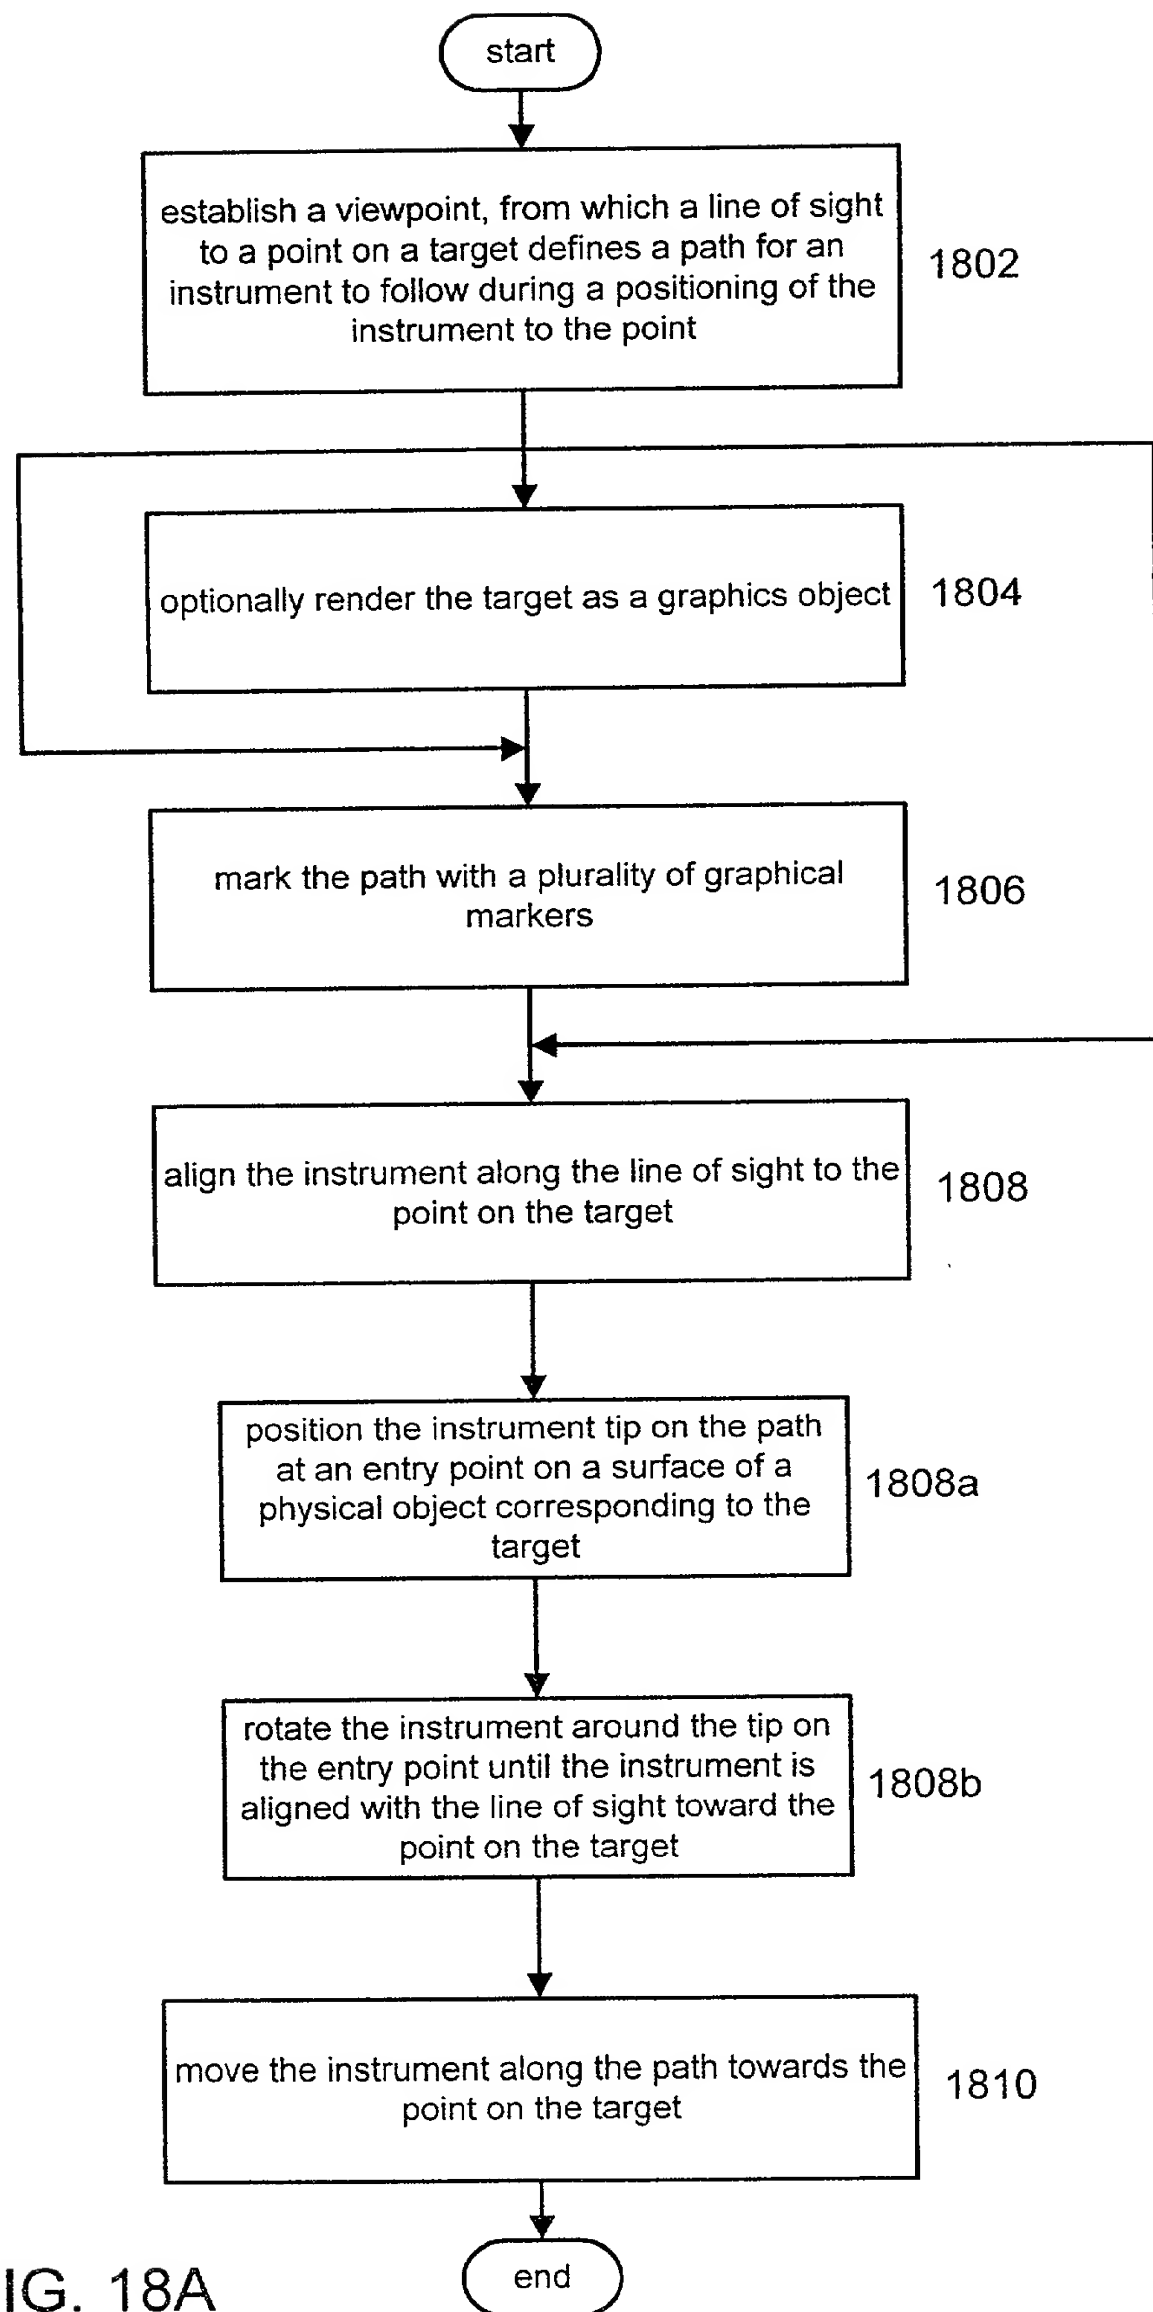 start
establish a viewpoint, from which a line of sight
to a point on a target defines a path for an
instrument to follow during a positioning of the
instrument to the point
1802
optionally render the target as a graphics object
1804
mark the path with a plurality of graphical
markers
1806
align the instrument along the line of sight to the
point on the target
1808
position the instrument tip on the path
at an entry point on a surface of a
physical object corresponding to the
target
1808a
rotate the instrument around the tip on
the entry point until the instrument is
aligned with the line of sight toward the
point on the target
1808b
move the instrument along the path towards the
point on the target
1810
end
IG. 18A